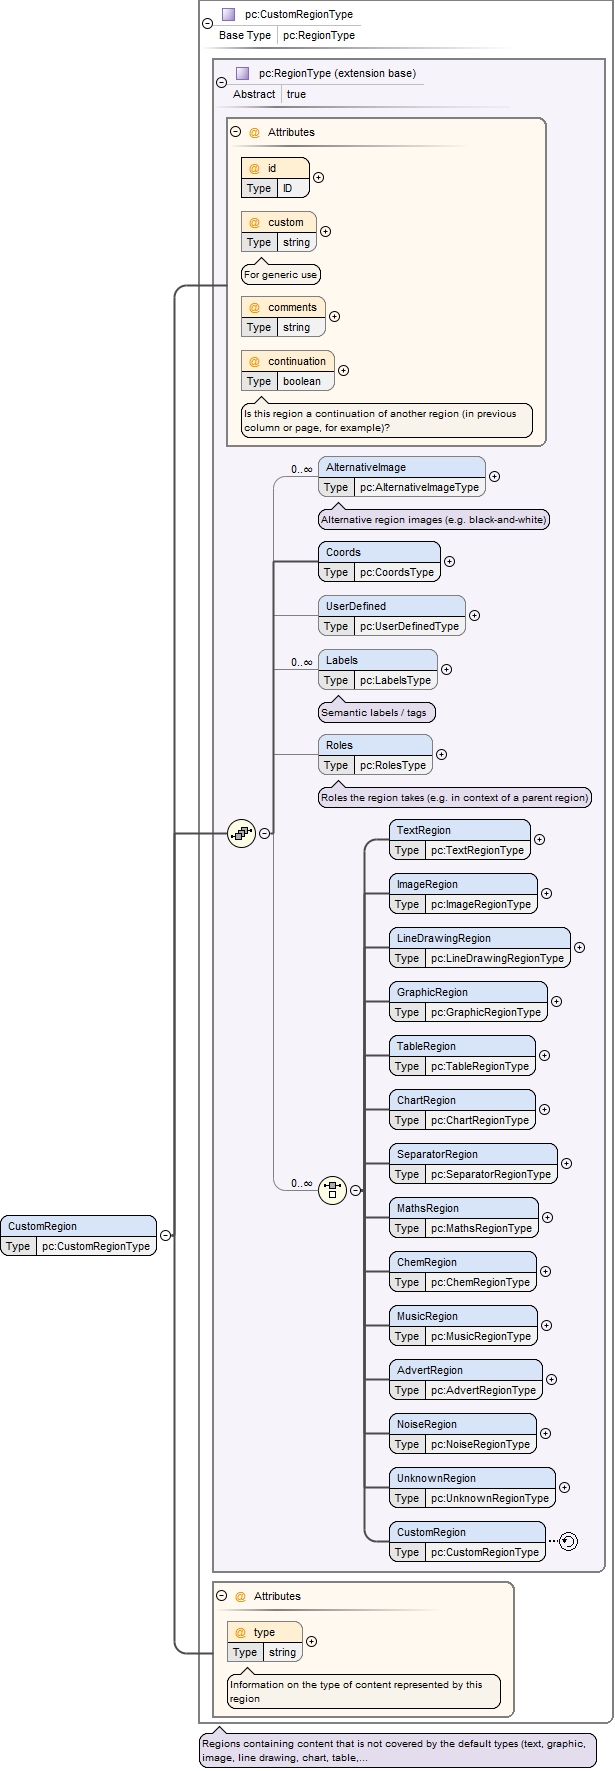 pc:CustomRegionType
Base Type pc:RegionType
pc:RegionType (extension base)
Abstract true
@ Attributes
@ id
Type ID
@ custom
Type string
For generic use
@ comments
Type string
@ continuation
Type boolean
Is this region a continuation of another region (in previous
column or page, for example)?
0..∞
AlternativeImage
Type pc:AlternativeImageType
Alternative region images (e.g. black-and-white)
Coords
Type pc:CoordsType
UserDefined
Type pc:UserDefinedType
0..∞
Labels
Type pc:LabelsType
Semantic labels / tags
Roles
Type pc:RolesType
Roles the region takes (e.g. in context of a parent region)
TextRegion
Type pc:TextRegionType
ImageRegion
Type pc:ImageRegionType
LineDrawingRegion
Type pc:LineDrawingRegionType
GraphicRegion
Type pc:GraphicRegionType
TableRegion
Type pc:TableRegionType
ChartRegion
Type pc:ChartRegionType
SeparatorRegion
Type pc:SeparatorRegionType
0..∞
MathsRegion
Type pc:MathsRegionType
CustomRegion
Type pc:CustomRegionType
ChemRegion
Type pc:ChemRegionType
MusicRegion
Type pc:MusicRegionType
AdvertRegion
Type pc:AdvertRegionType
NoiseRegion
Type pc:NoiseRegionType
UnknownRegion
Type pc:UnknownRegionType
CustomRegion
Type pc:CustomRegionType
@ Attributes
@ type
Type string
Information on the type of content represented by this
region
Regions containing content that is not covered by the default types (text, graphic,
image, line drawing, chart, table,...